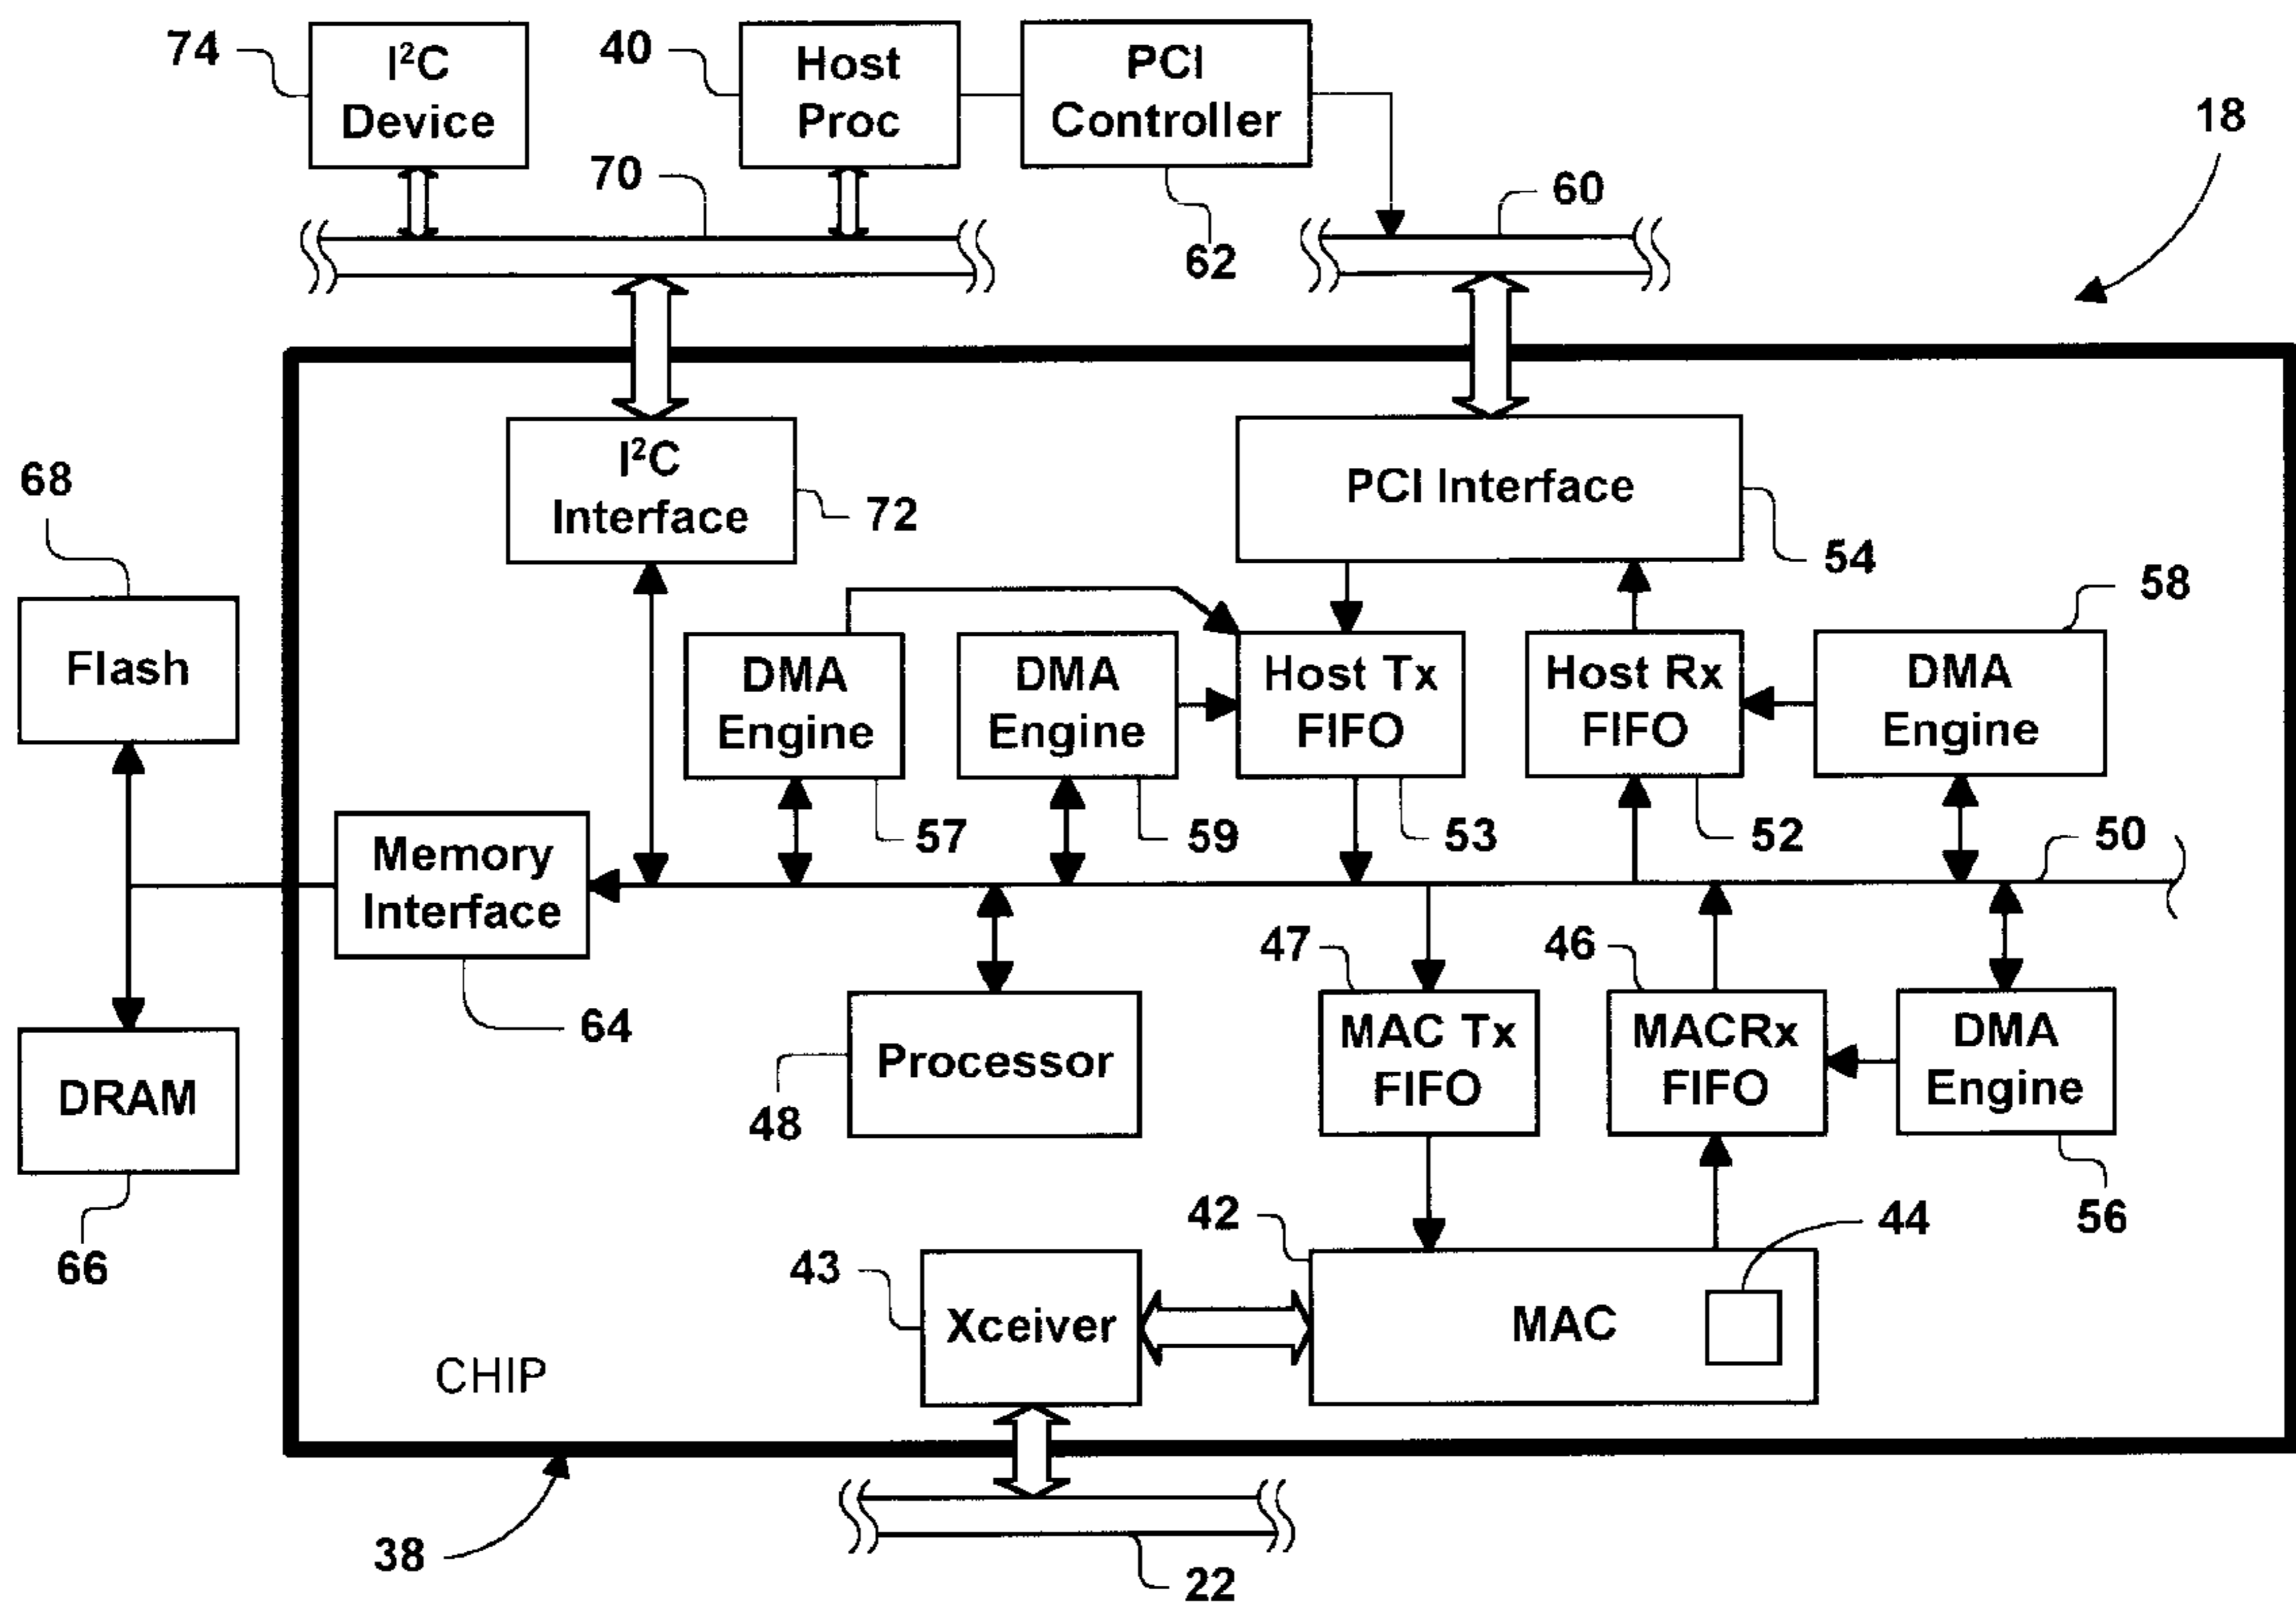 74
I²C
Device
40
Host
Proc
PCI
Controller
18
70
60
62
I²C
Interface
72
PCI Interface
54
68
Flash
58
DMA
Engine
DMA
Engine
Host Tx
FIFO
Host Rx
FIFO
DMA
Engine
57
59
53
52
50
Memory
Interface
64
47
46
Processor
48
MAC Tx
FIFO
MACRx
FIFO
DMA
Engine
56
DRAM
66
42
44
43
Xceiver
MAC
CHIP
38
22